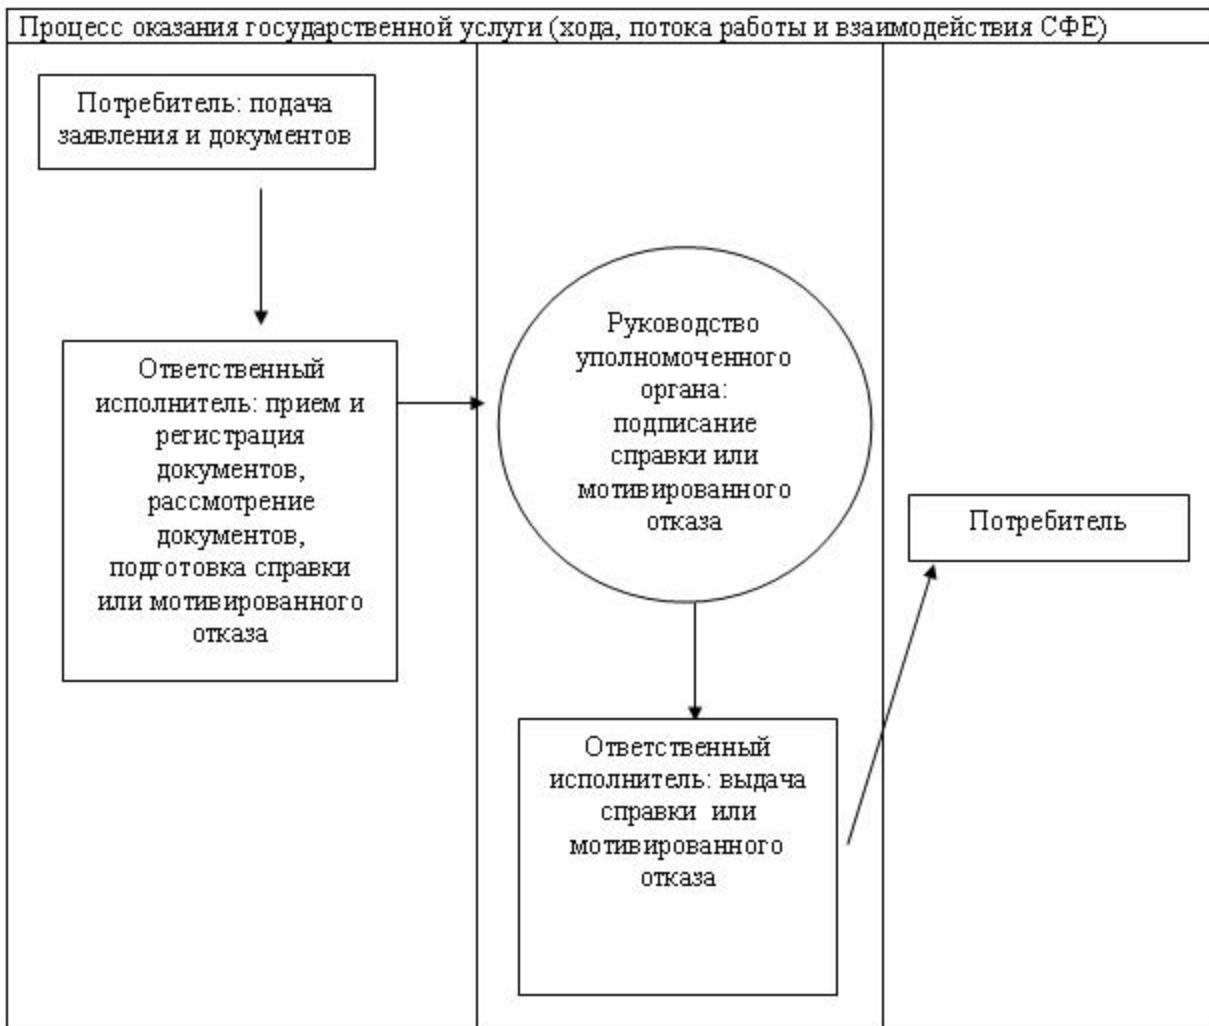 Процесс оказания государственной услуги (хода, потока работы и взаимодействия СФЕ)
Потребитель: подача
заявления и документов
Ответственный
исполнитель: прием и
регистрация
документов,
рассмотрение
документов,
подготовка справки
или мотивированного
отказа
Руководство
уполномоченного
органа:
подписание
справки или
мотивированного
отказа
Ответственный
исполнитель: выдача
справки или
мотивированного
отказа
Потребитель